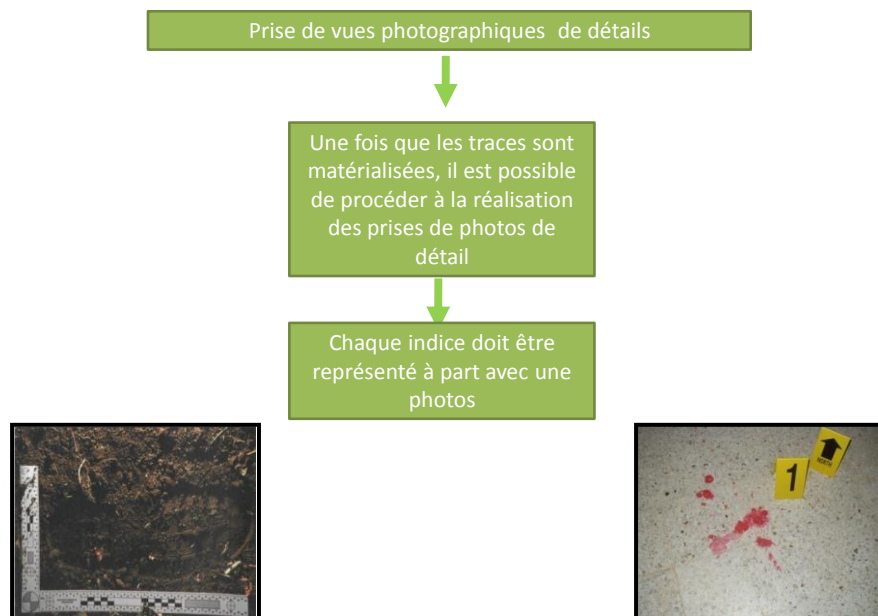 Prise de vues photographiques de détails
Une fois que les traces sont
matérialisées, il est possible
de procéder à la réalisation
des prises de photos de
détail
Chaque indice doit être
représenté à part avec une
photos
1
NORTH